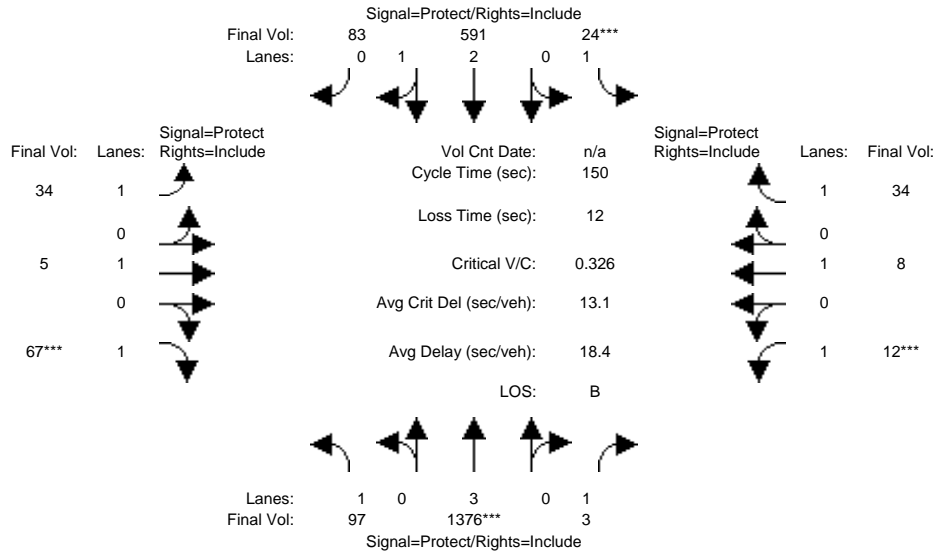 Signal=Protect/Rights=Include
Final Vol: 83 591 24***
Lanes: 0 1 2 0 1
Signal=Protect
Final Vol: Lanes: Rights=Include
Vol Cnt Date: n/a
Signal=Protect
Rights=Include Lanes: Final Vol:
Cycle Time (sec): 150
34 1
1 34
Loss Time (sec): 12
0
0
5 1
Critical V/C: 0.326
1 8
0
Avg Crit Del (sec/veh): 13.1
0
67*** 1
Avg Delay (sec/veh): 18.4
1 12***
LOS: B
Lanes: 1 0 3 0 1
Final Vol: 97 1376*** 3
Signal=Protect/Rights=Include